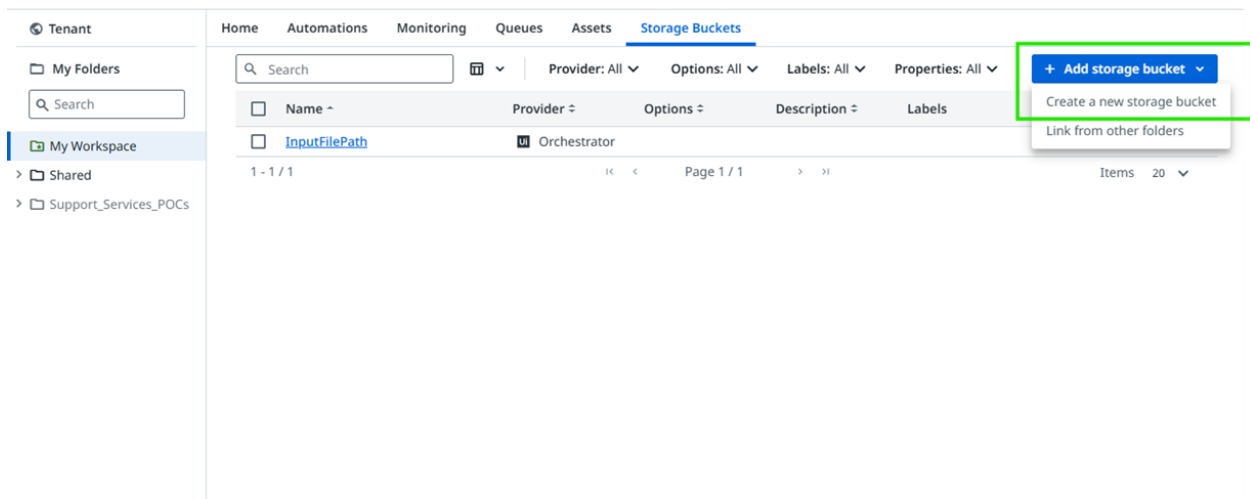 Tenant
Home Automations Monitoring Queues Assets Storage Buckets
My Folders
Search
My Workspace
Shared
Support_Services_POCs
Search
Provider: All Options: All Labels: All Properties: All
+ Add storage bucket
Create a new storage bucket
Link from other folders
Name Provider Options Description Labels
InputFilePath Ui Orchestrator
1 - 1 / 1 Page 1 / 1 Items 20